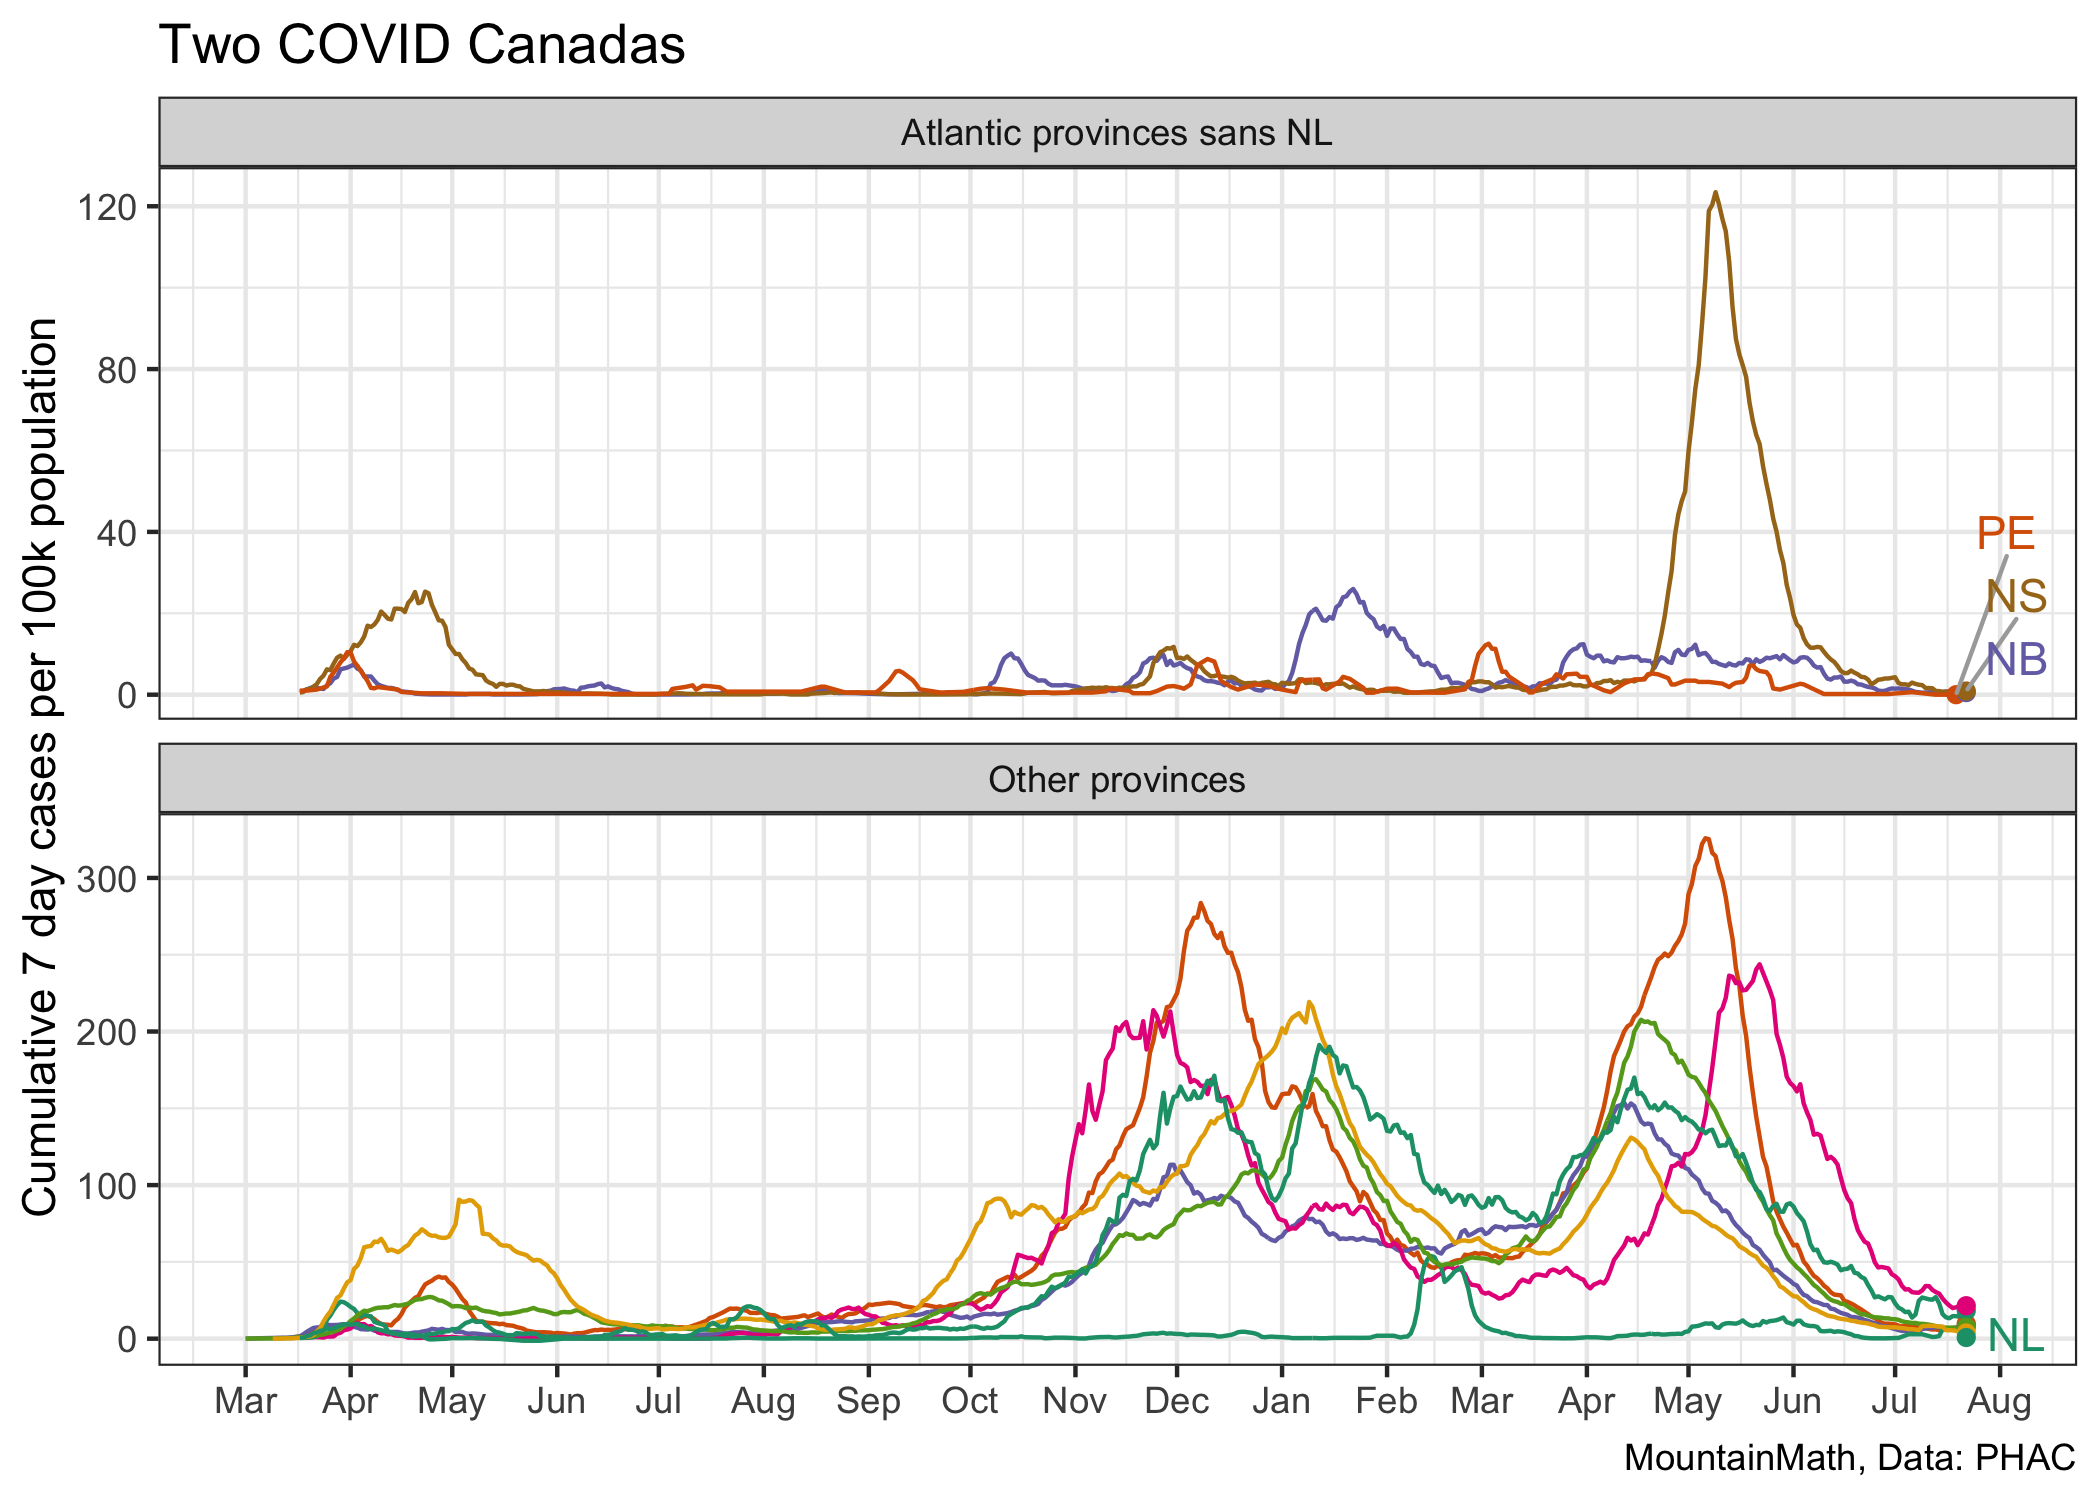 Two COVID Canadas
Atlantic provinces sans NL
120
80
40
0
PE
NS
NB
Cumulative 7 day cases per 100k population
Other provinces
300
200
100
0
NL
Mar Apr May Jun Jul Aug Sep Oct Nov Dec Jan Feb Mar Apr May Jun Jul Aug
MountainMath, Data: PHAC